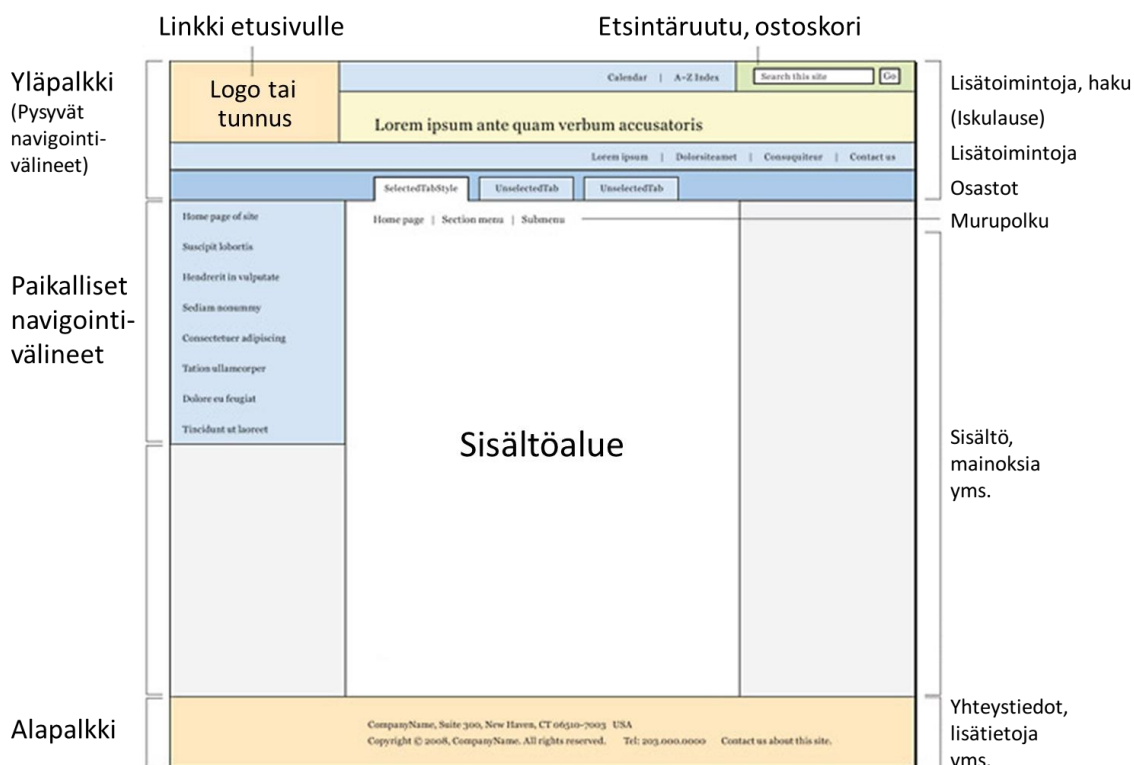 Linkki etusivulle
Etsintäruutu, ostoskori
Yläpalkki
(Pysyvät
navigointi-
välineet)
Logo tai
tunnus
Calendar | A–Z Index
Search this site
Go
Lorem ipsum ante quam verbum accusatoris
Lorem ipsum | Dolorsiteamet | Consuquiteur | Contact us
SelectedTabStyle
UnselectedTab
UnselectedTab
Lisätoimintoja, haku
(Iskulause)
Lisätoimintoja
Osastot
Murupolku
Home page | Section menu | Submenu
Paikalliset
navigointi-
välineet
Home page of site
Suscipit lobortis
Hendrerit in vulputate
Sediam nonummy
Consectetuer adipiscing
Tation ullamcorper
Dolore eu feugiat
Tincidunt ut laoreet
Sisältöalue
Sisältö,
mainoksia
yms.
Alapalkki
CompanyName, Suite 300, New Haven, CT 06510–7003 USA
Copyright © 2008, CompanyName. All rights reserved. Tel: 203.000.0000 Contact us about this site.
Yhteystiedot,
lisätietoja
yms.